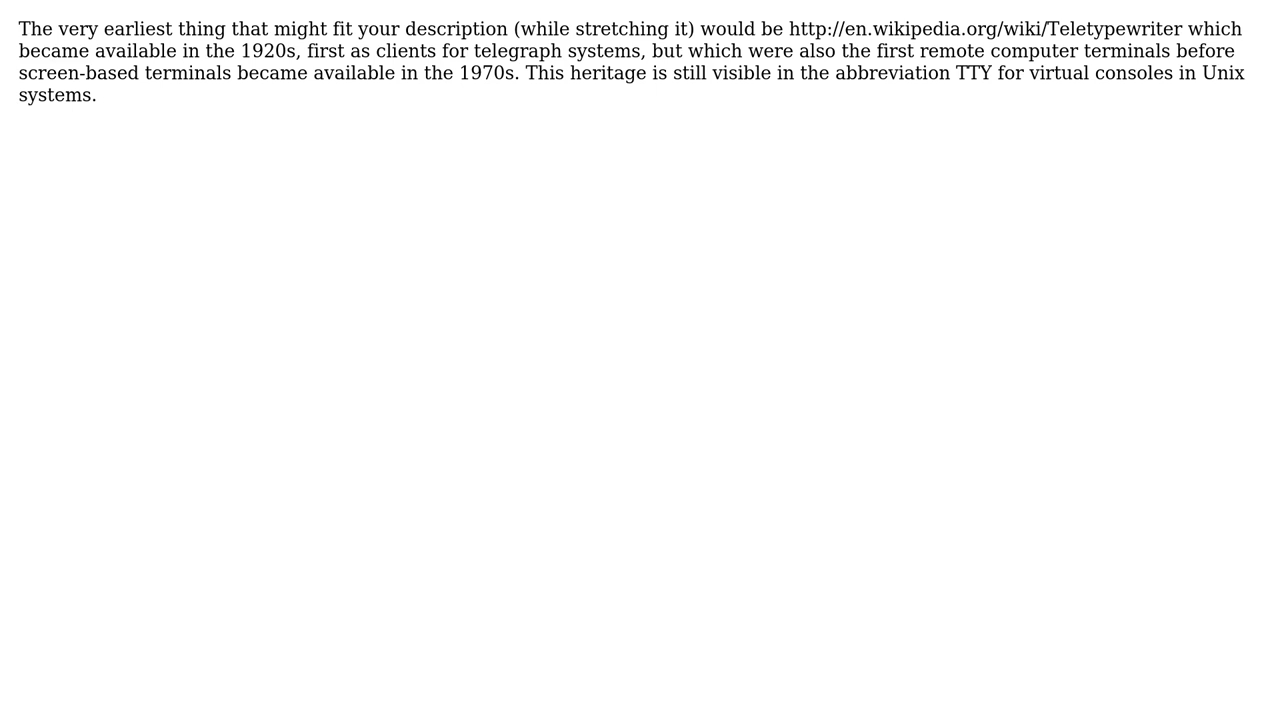 The very earliest thing that might fit your description (while stretching it) would be http://en.wikipedia.org/wiki/Teletypewriter which
became available in the 1920s, first as clients for telegraph systems, but which were also the first remote computer terminals before
screen-based terminals became available in the 1970s. This heritage is still visible in the abbreviation TTY for virtual consoles in Unix
systems.